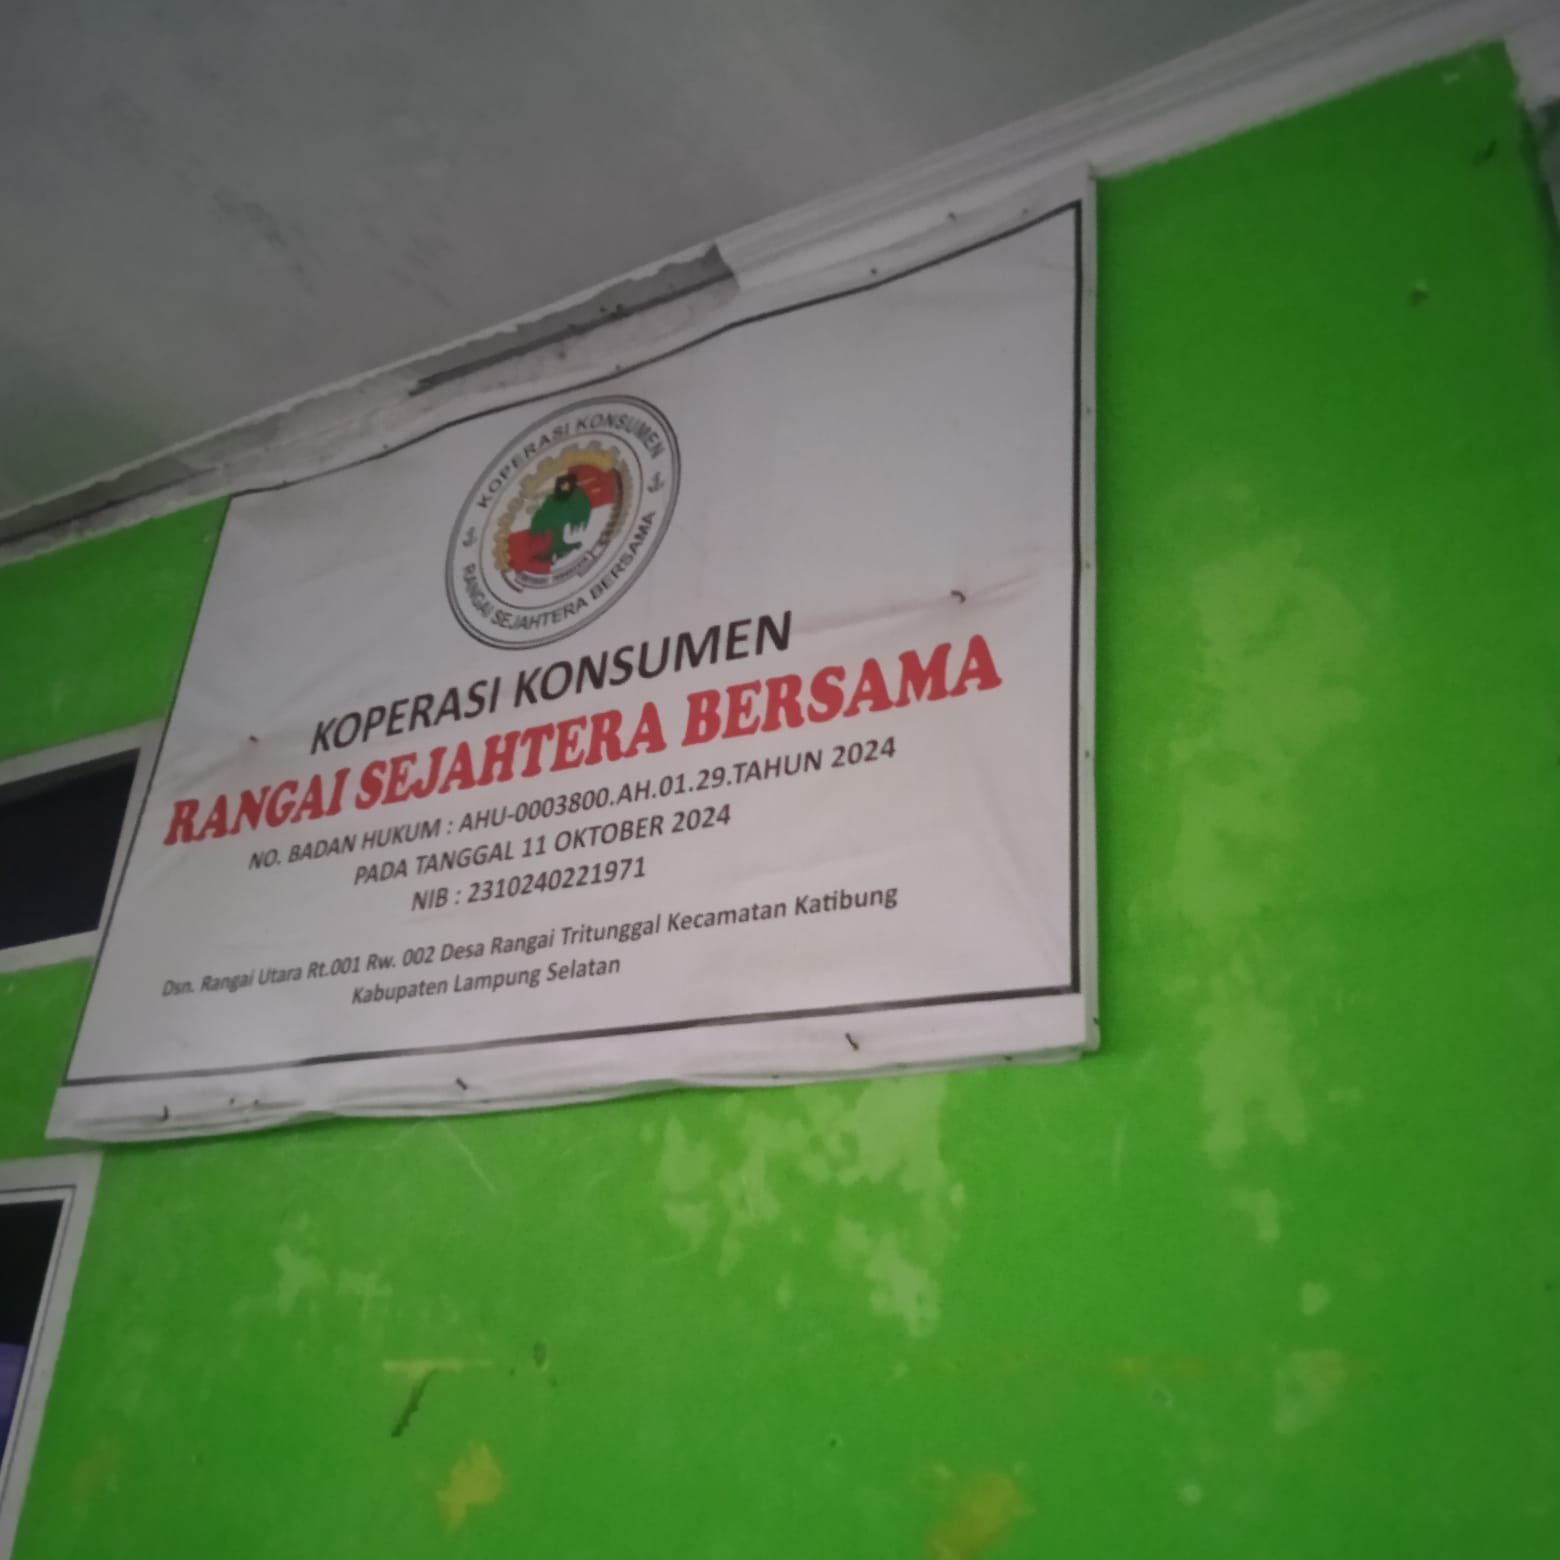 KOPERASI KONSUMEN
RANGAI SEJAHTERA BERSAMA
KOPERASI KONSUMEN
RANGAI SEJAHTERA BERSAMA
NO. BADAN HUKUM : AHU-0003800.AH.01.29.TAHUN 2024
PADA TANGGAL 11 OKTOBER 2024
NIB : 2310240221971
Dsn. Rangai Utara Rt.001 Rw. 002 Desa Rangai Tritunggal Kecamatan Katibung
Kabupaten Lampung Selatan